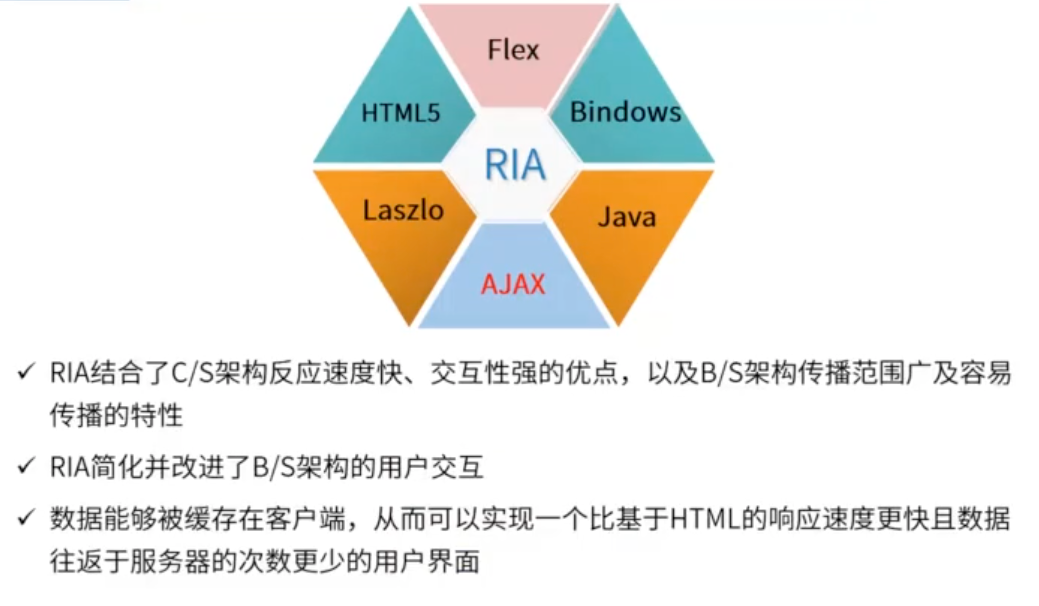 Flex
HTML5
Bindows
RIA
Laszlo
Java
AJAX
✓ RIA结合了C/S架构反应速度快、交互性强的优点，以及B/S架构传播范围广及容易
传播的特性
✓ RIA简化并改进了B/S架构的用户交互
✓ 数据能够被缓存在客户端，从而可以实现一个比基于HTML的响应速度更快且数据
往返于服务器的次数更少的用户界面